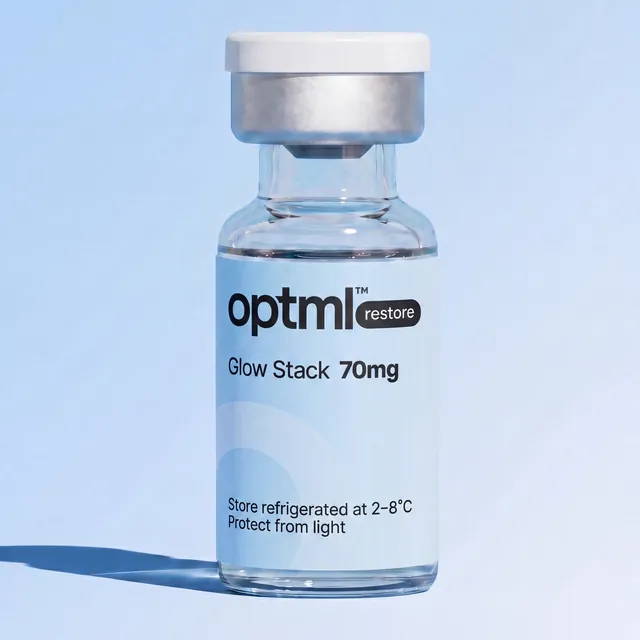 optml™ restore
Glow Stack 70mg
Store refrigerated at 2–8°C
Protect from light